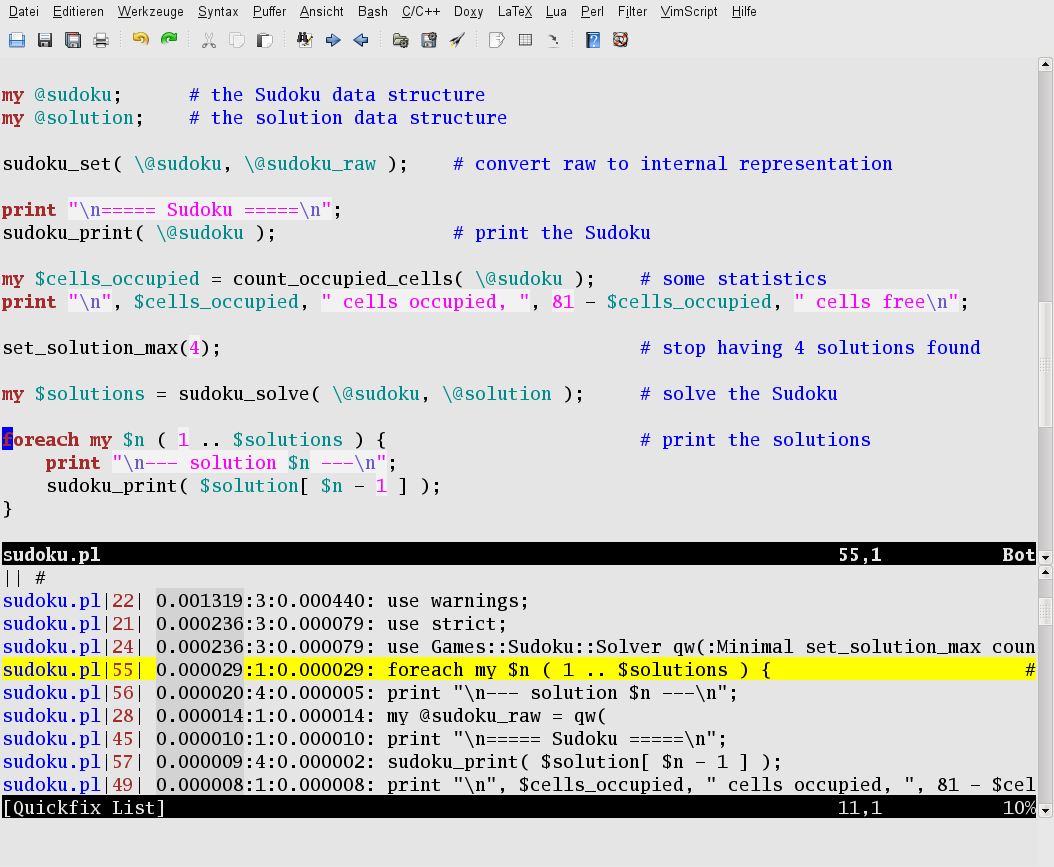 Datei Editieren Werkzeuge Syntax Puffer Ansicht Bash C/C++ Doxy LaTeX Lua Perl Filter VimScript Hilfe
my @sudoku;      # the Sudoku data structure
my @solution;    # the solution data structure
sudoku_set( \@sudoku, \@sudoku_raw );    # convert raw to internal representation
print "\n===== Sudoku =====\n";
sudoku_print( \@sudoku );                # print the Sudoku
my $cells_occupied = count_occupied_cells( \@sudoku );    # some statistics
print "\n", $cells_occupied, " cells occupied, ", 81 - $cells_occupied, " cells free\n";
set_solution_max(4);                                      # stop having 4 solutions found
my $solutions = sudoku_solve( \@sudoku, \@solution );     # solve the Sudoku
foreach my $n ( 1 .. $solutions ) {                       # print the solutions
    print "\n--- solution $n ---\n";
    sudoku_print( $solution[ $n - 1 ] );
}
sudoku.pl 55,1 Bot
|| #
sudoku.pl|22| 0.001319:3:0.000440: use warnings;
sudoku.pl|21| 0.000236:3:0.000079: use strict;
sudoku.pl|24| 0.000236:3:0.000079: use Games::Sudoku::Solver qw(:Minimal set_solution_max coun
sudoku.pl|55| 0.000029:1:0.000029: foreach my $n ( 1 .. $solutions ) {                       #
sudoku.pl|56| 0.000020:4:0.000005: print "\n--- solution $n ---\n";
sudoku.pl|28| 0.000014:1:0.000014: my @sudoku_raw = qw(
sudoku.pl|45| 0.000010:1:0.000010: print "\n===== Sudoku =====\n";
sudoku.pl|57| 0.000009:4:0.000002: sudoku_print( $solution[ $n - 1 ] );
sudoku.pl|49| 0.000008:1:0.000008: print "\n", $cells_occupied, " cells occupied, ", 81 - $cel
[Quickfix List] 11,1 10%